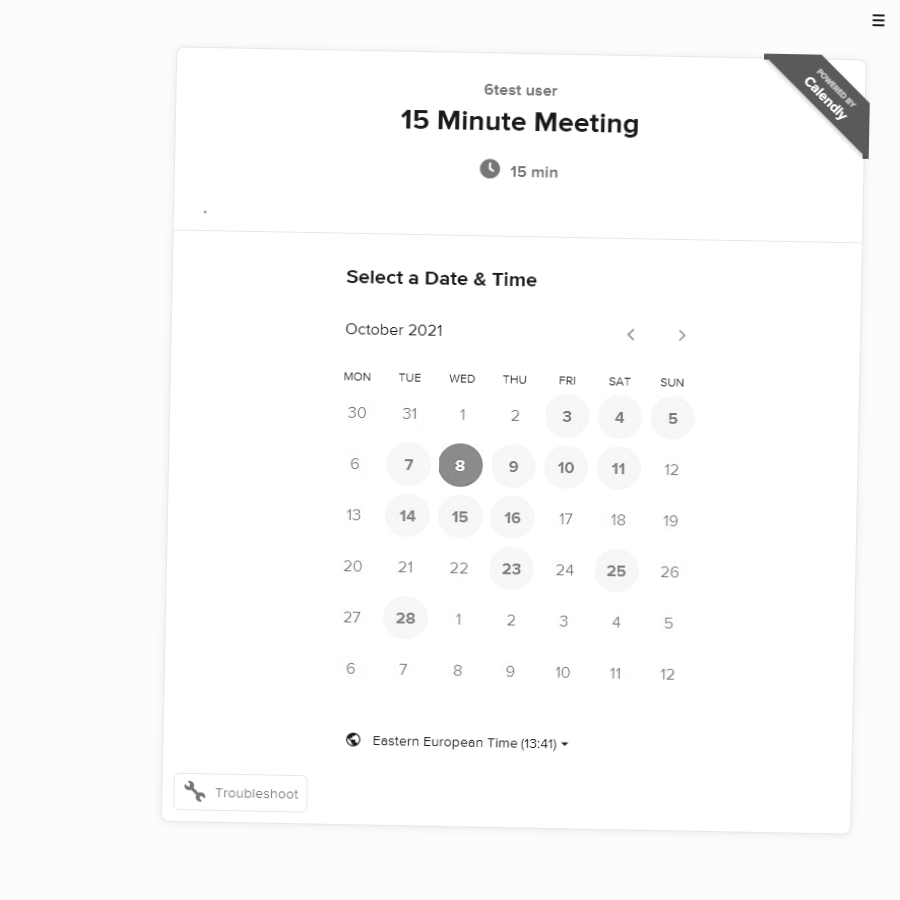 POWERED BY
Calendly
6test user
15 Minute Meeting
15 min
.
Select a Date & Time
October 2021
MON TUE WED THU FRI SAT SUN
30 31 1 2 3 4 5
6 7 8 9 10 11 12
13 14 15 16 17 18 19
20 21 22 23 24 25 26
27 28 1 2 3 4 5
6 7 8 9 10 11 12
Eastern European Time (13:41)
Troubleshoot